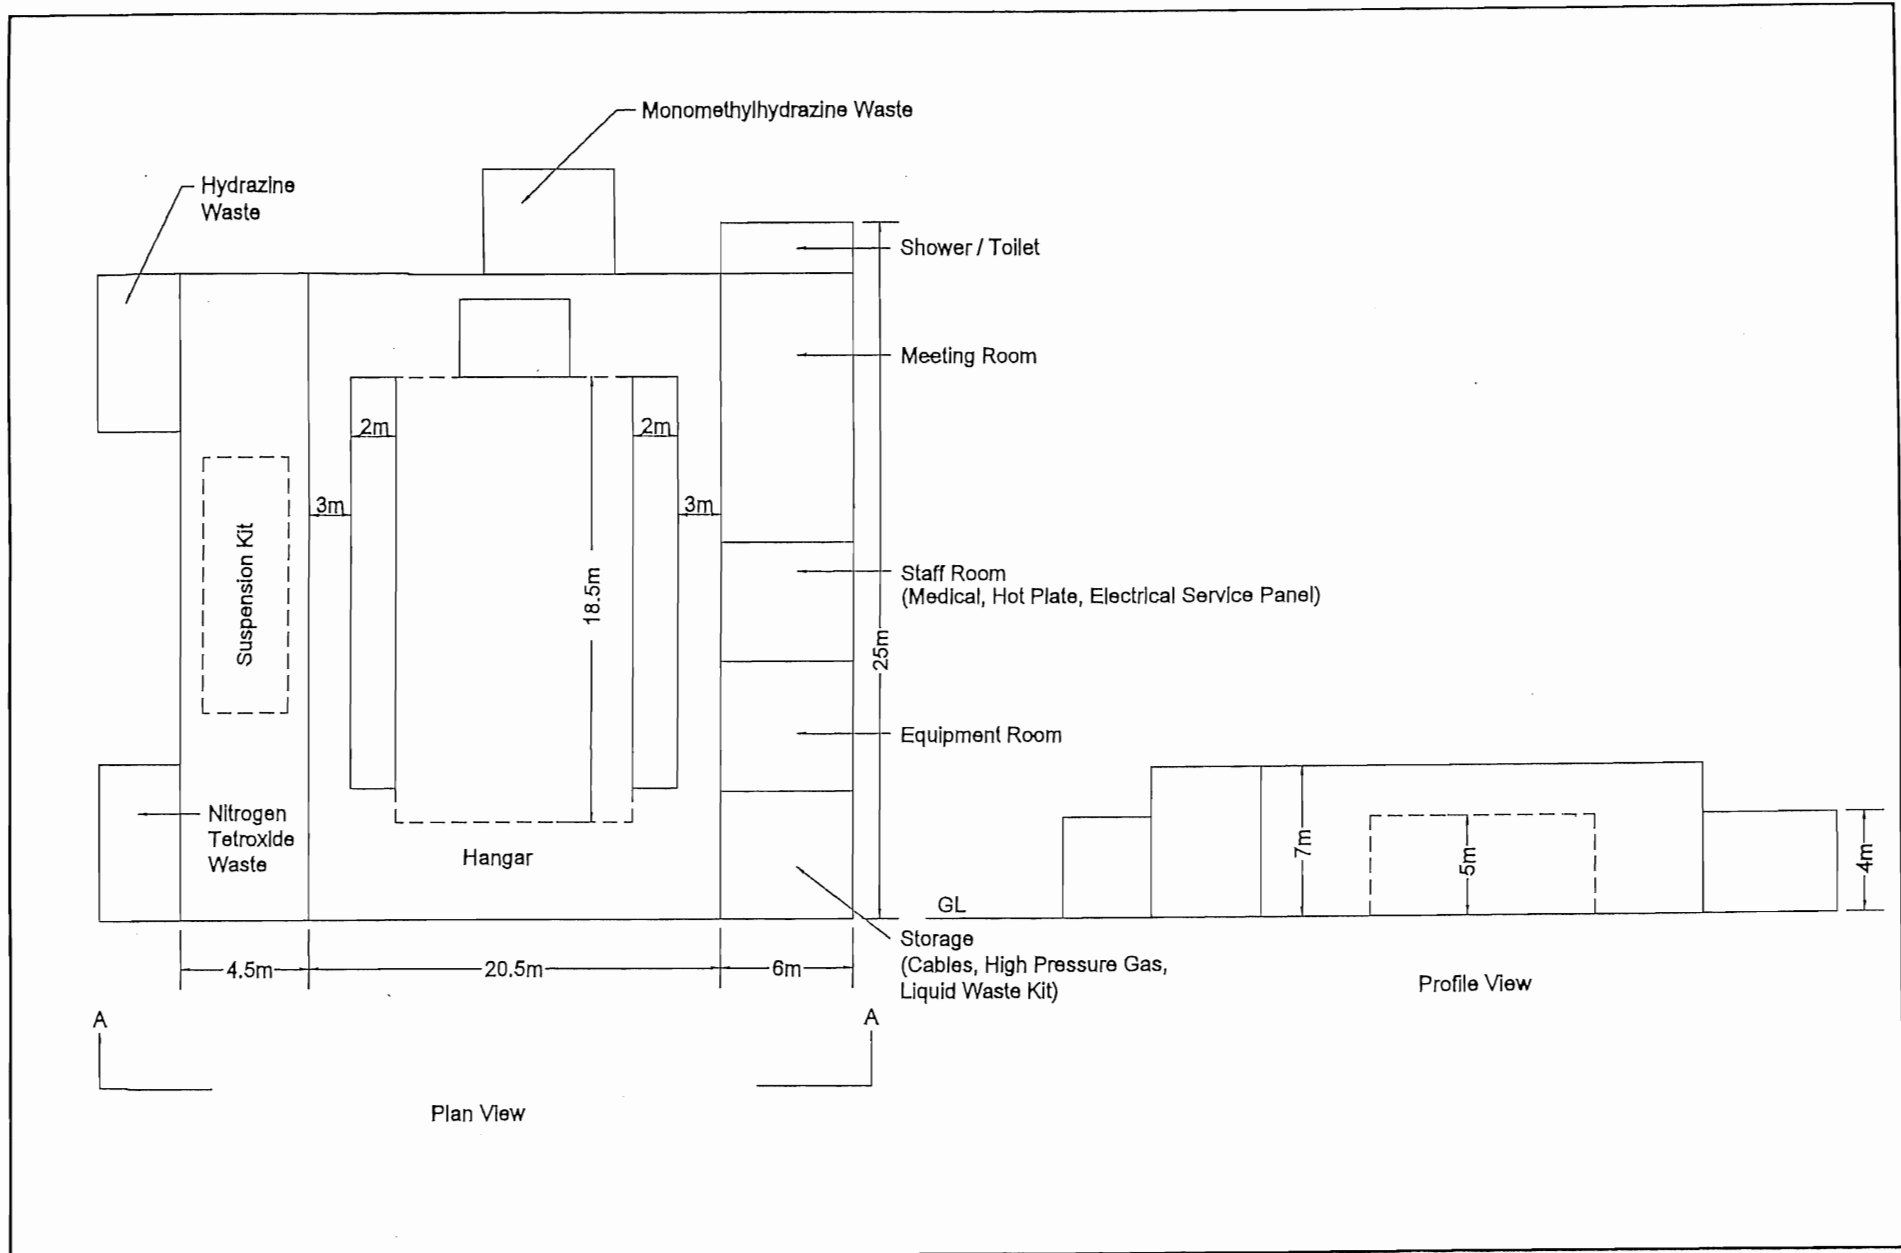 Monomethylhydrazine Waste
Hydrazine
Waste
Shower / Toilet
Meeting Room
2m
2m
3m
3m
Suspension Kit
18.5m
Staff Room
(Medical, Hot Plate, Electrical Service Panel)
25m
Equipment Room
Nitrogen
Tetroxide
Waste
Hangar
7m
5m
4m
GL
Storage
(Cables, High Pressure Gas,
Liquid Waste Kit)
4.5m
20.5m
6m
Profile View
A
A
Plan View